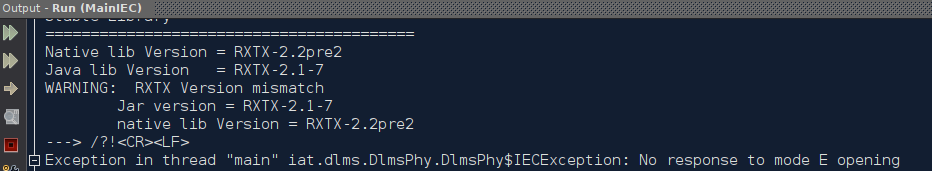 Output - Run (MainIEC)
Stable Library
=========================================
Native lib Version = RXTX-2.2pre2
Java lib Version   = RXTX-2.1-7
WARNING:  RXTX Version mismatch
        Jar version = RXTX-2.1-7
        native lib Version = RXTX-2.2pre2
---> /?!<CR><LF>
Exception in thread "main" iat.dlms.DlmsPhy.DlmsPhy$IECException: No response to mode E opening